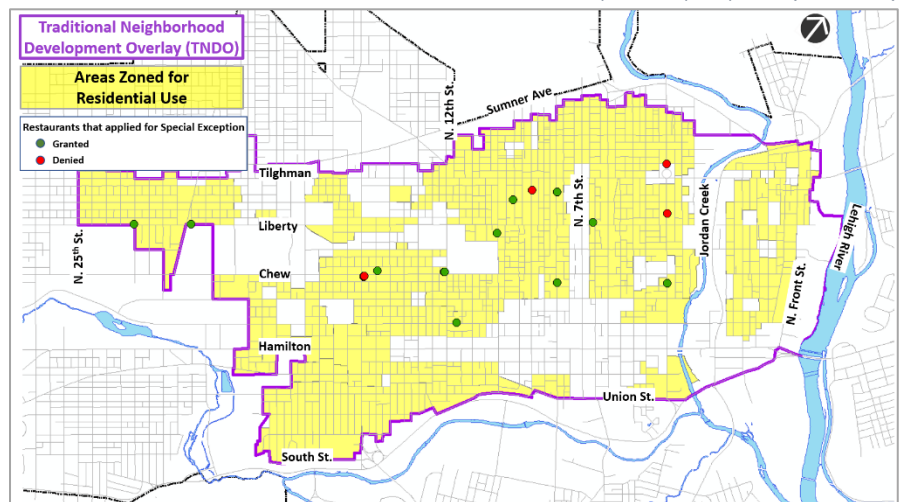 Traditional Neighborhood
Development Overlay (TNDO)
Areas Zoned for
Residential Use
Restaurants that applied for Special Exception
Granted
Denied
N. 12th St.
Sumner Ave
Tilghman
N. 7th St.
Liberty
N. 25th St.
Jordan Creek
Lehigh River
Chew
N. Front St.
Hamilton
Union St.
South St.